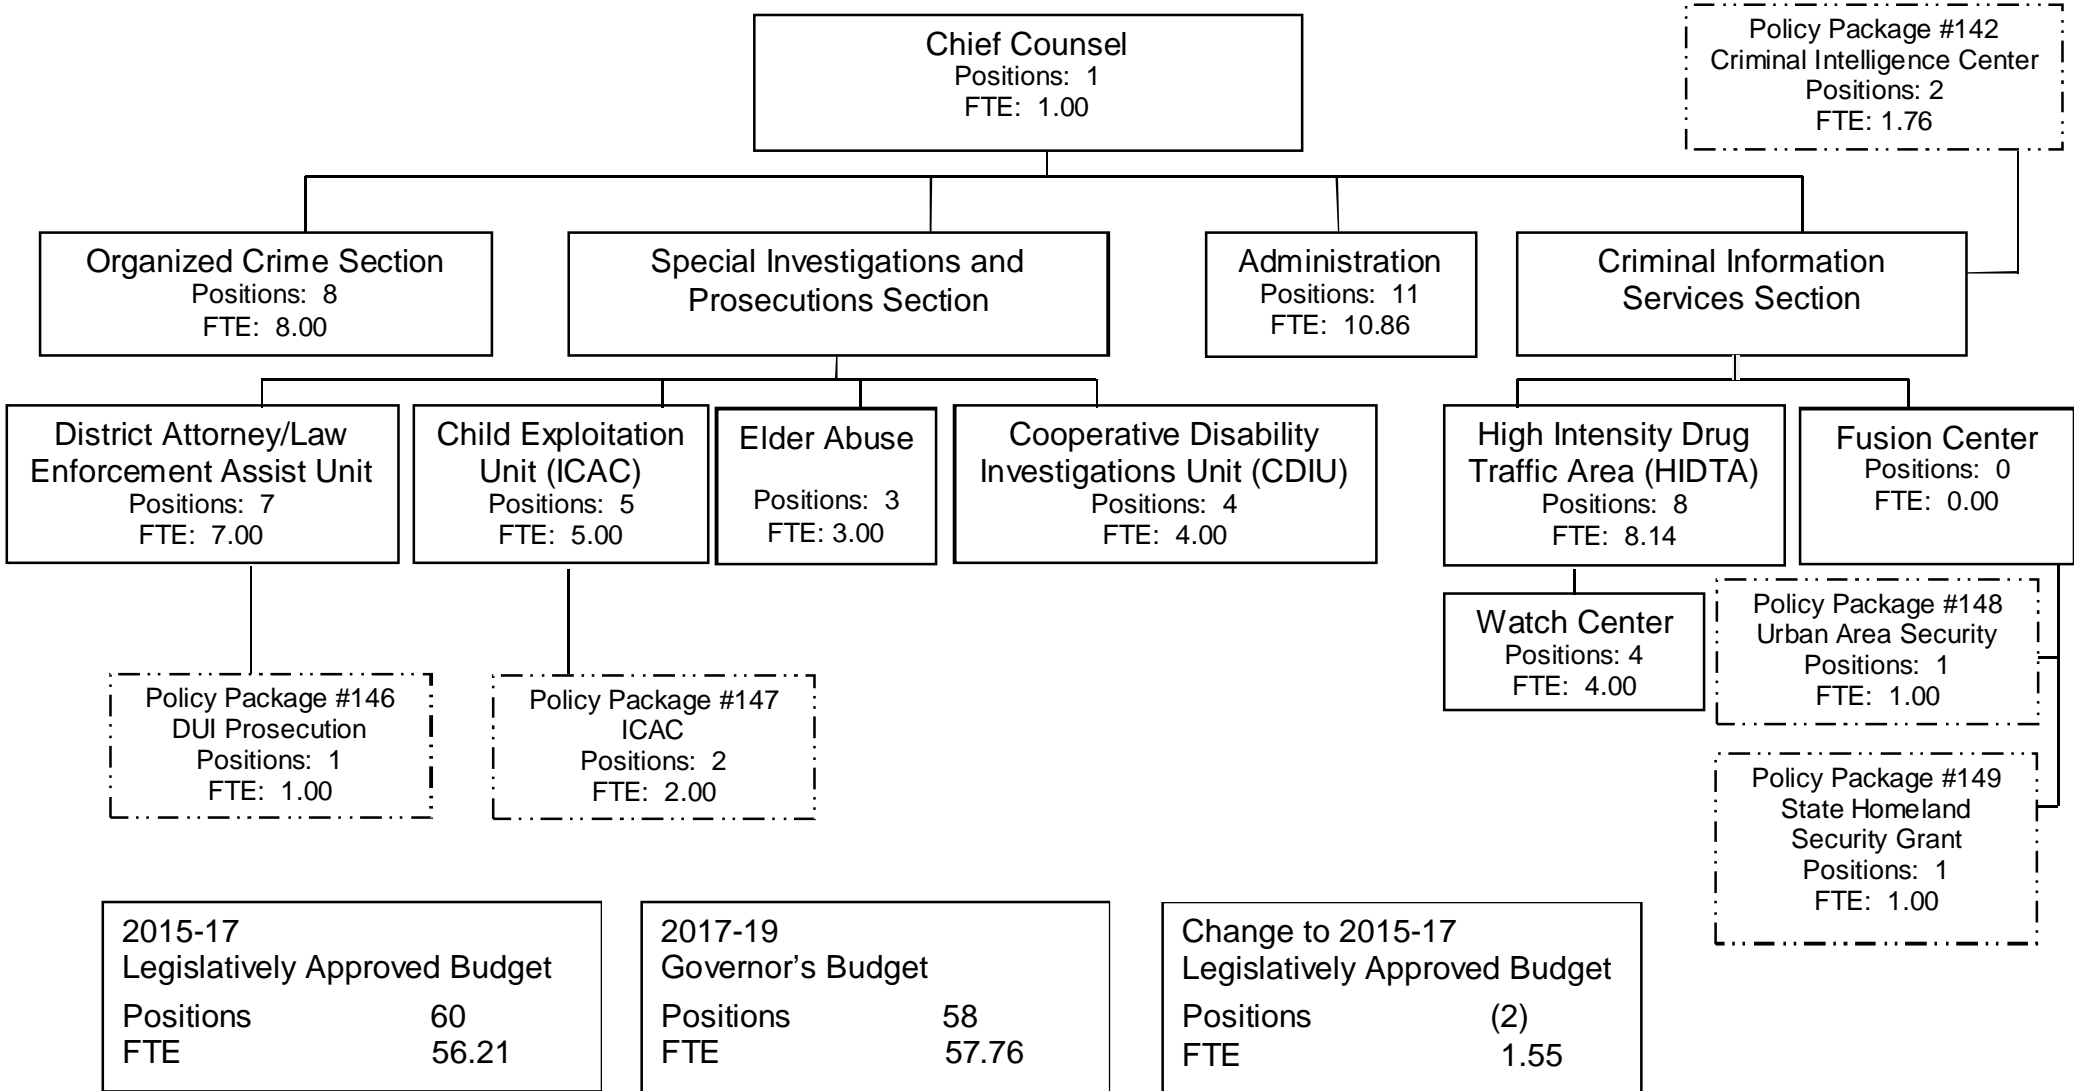 Chief Counsel
Positions: 1
FTE: 1.00
Policy Package #142
Criminal Intelligence Center
Positions: 2
FTE: 1.76
Organized Crime Section
Positions: 8
FTE: 8.00
Special Investigations and
Prosecutions Section
Administration
Positions: 11
FTE: 10.86
Criminal Information
Services Section
District Attorney/Law
Enforcement Assist Unit
Positions: 7
FTE: 7.00
Child Exploitation
Unit (ICAC)
Positions: 5
FTE: 5.00
Elder Abuse
Positions: 3
FTE: 3.00
Cooperative Disability
Investigations Unit (CDIU)
Positions: 4
FTE: 4.00
High Intensity Drug
Traffic Area (HIDTA)
Positions: 8
FTE: 8.14
Fusion Center
Positions: 0
FTE: 0.00
Watch Center
Positions: 4
FTE: 4.00
Policy Package #148
Urban Area Security
Positions: 1
FTE: 1.00
Policy Package #146
DUI Prosecution
Positions: 1
FTE: 1.00
Policy Package #147
ICAC
Positions: 2
FTE: 2.00
Policy Package #149
State Homeland
Security Grant
Positions: 1
FTE: 1.00
2015-17
Legislatively Approved Budget
Positions 60
FTE 56.21
2017-19
Governor’s Budget
Positions 58
FTE 57.76
Change to 2015-17
Legislatively Approved Budget
Positions (2)
FTE 1.55